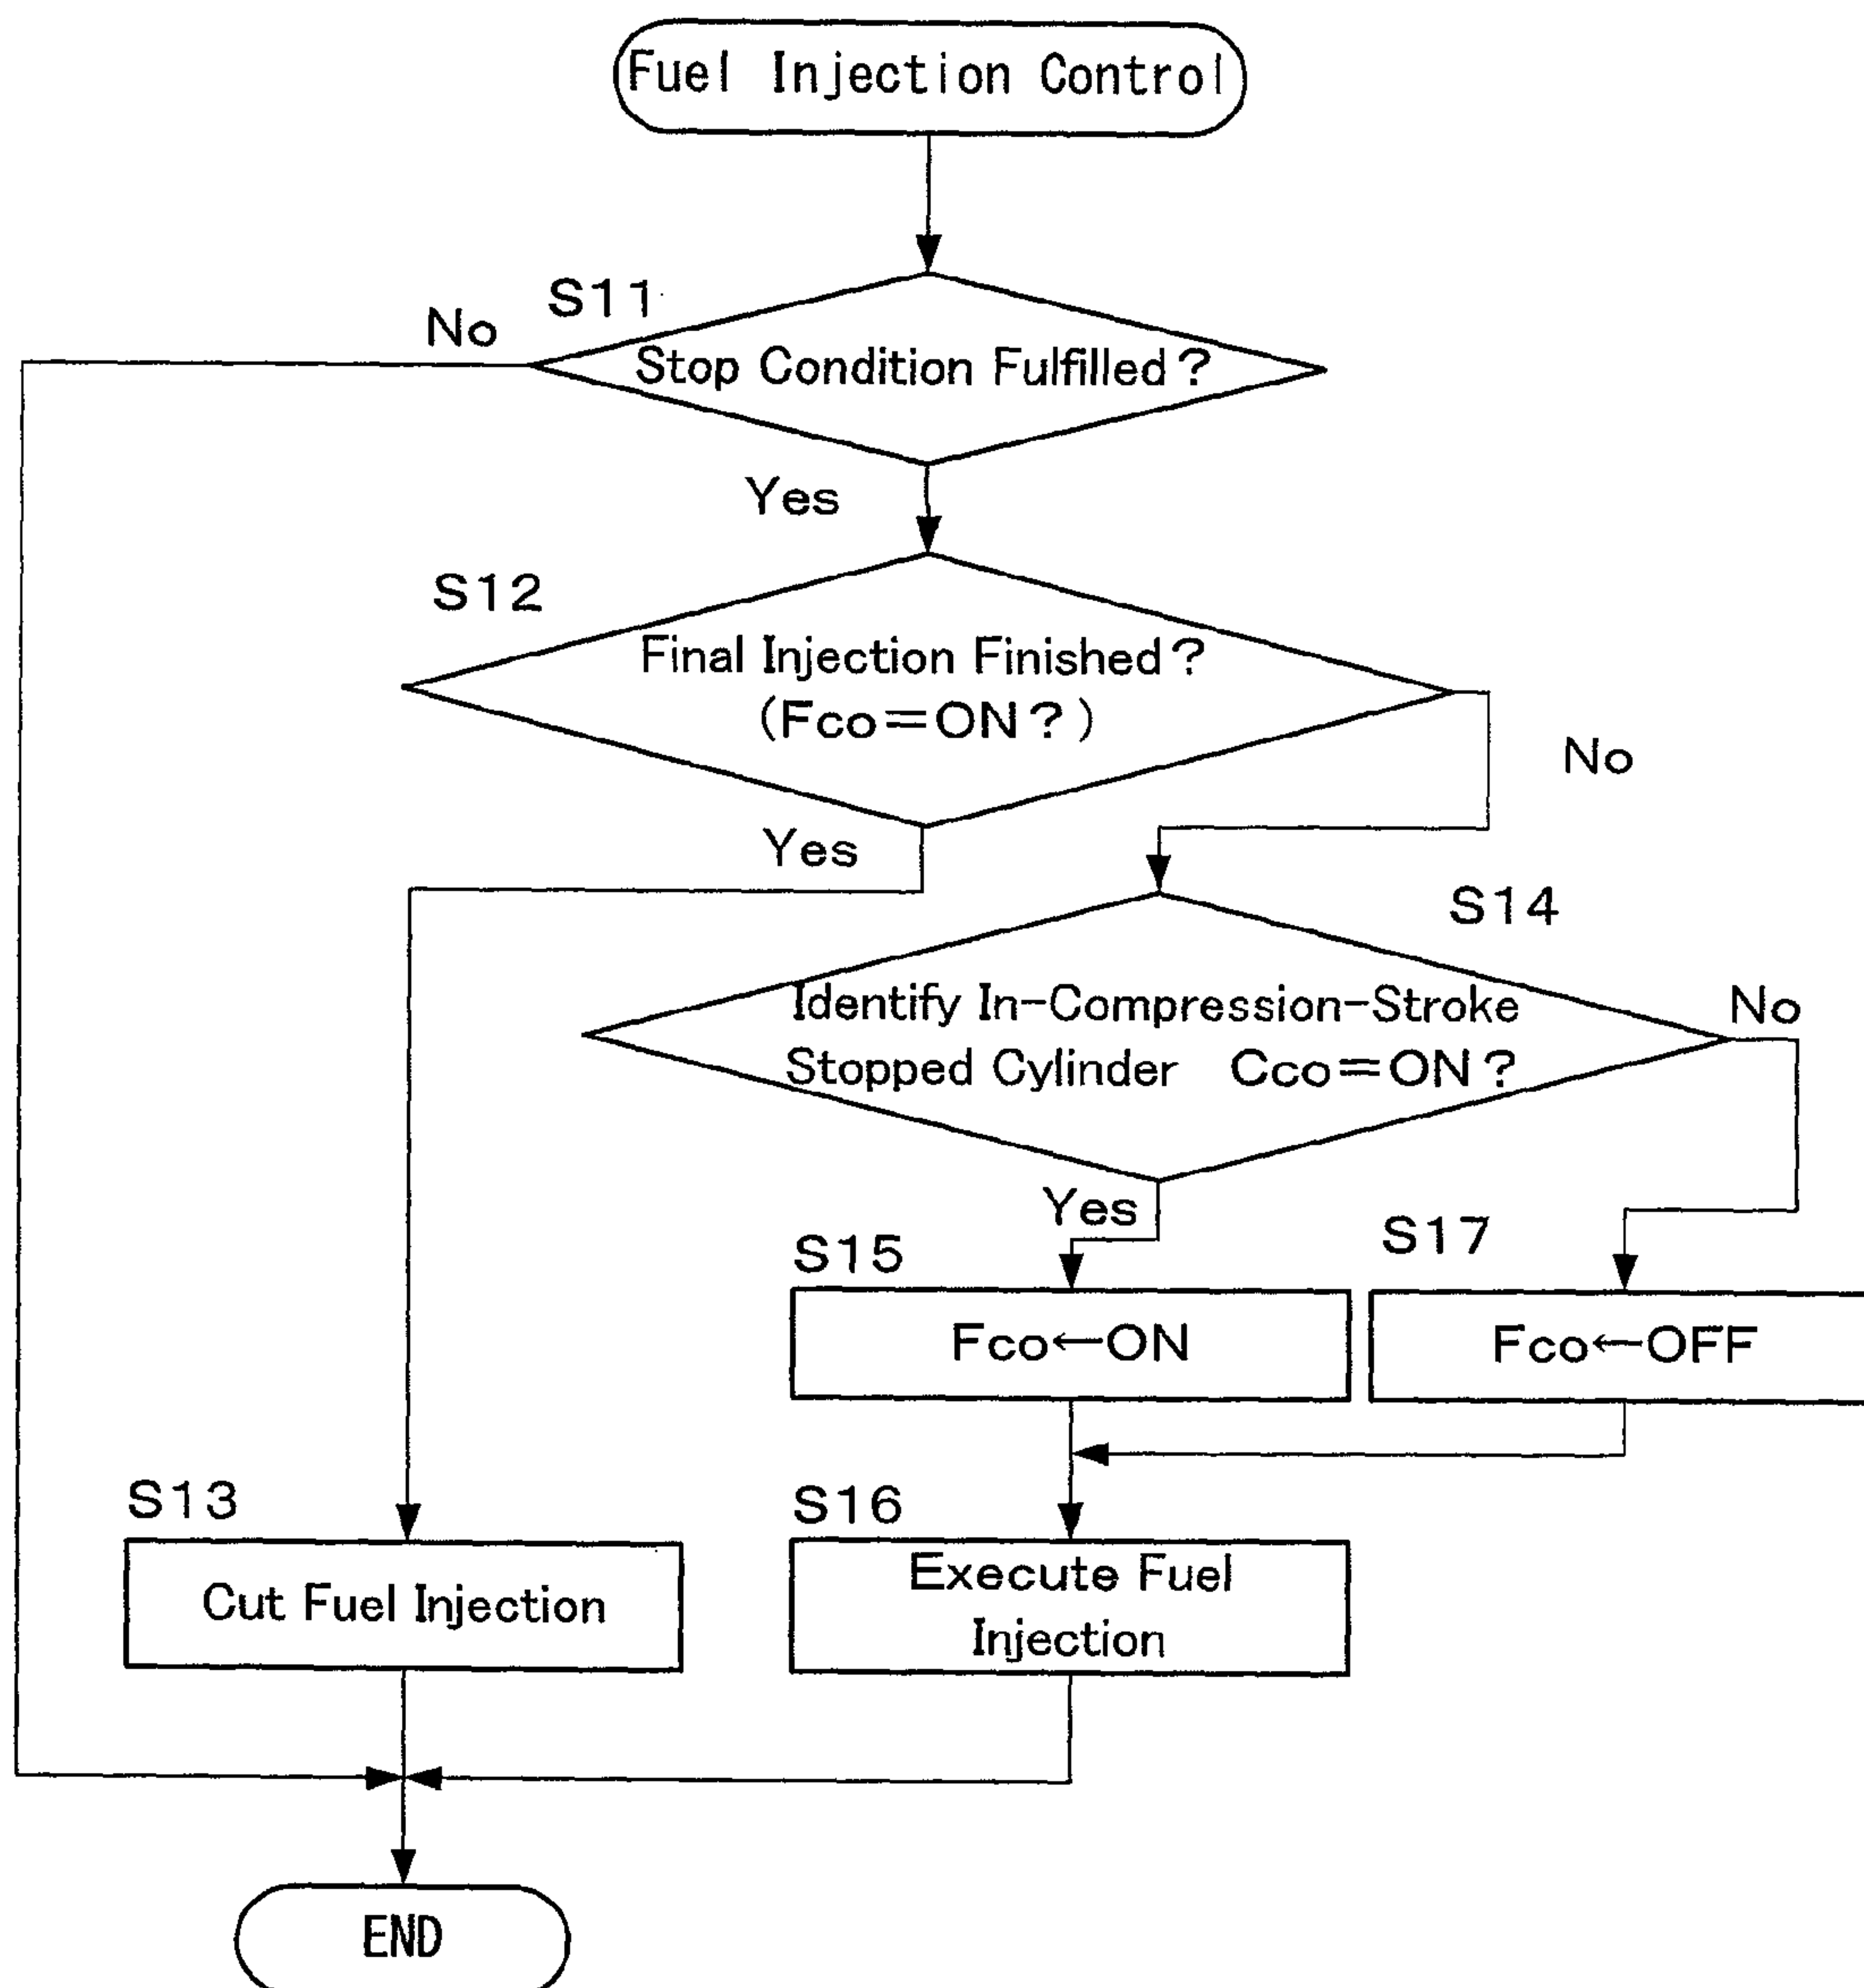 Fuel Injection Control
S11
No
Stop Condition Fulfilled?
Yes
S12
Final Injection Finished?
(Fco=ON?)
No
Yes
S14
Identify In-Compression-Stroke
Stopped Cylinder Cco=ON?
No
Yes
S15
S17
Fco←ON
Fco←OFF
S13
S16
Cut Fuel Injection
Execute Fuel
Injection
END